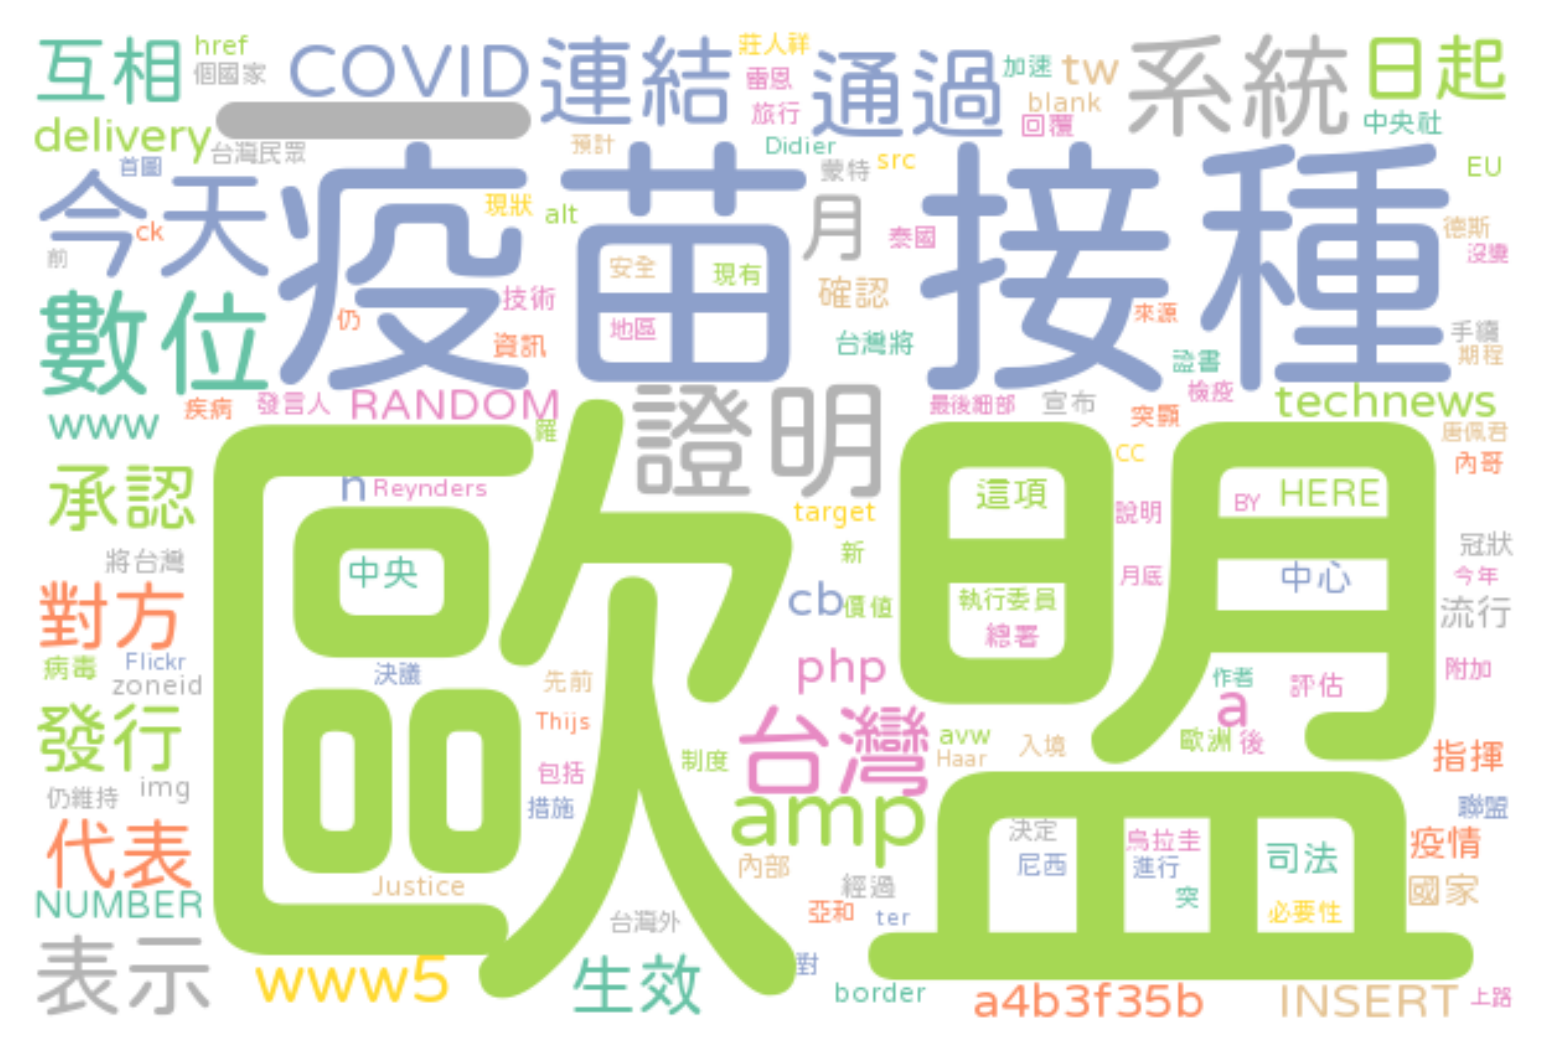 互相
href
個國家
COVID
連結
莊人祥
雷恩
旅行
通過
加速
tw
blank
回覆
系統
日起
中央社
delivery
台灣民眾
首圖
預計
Didier
蒙特
src
EU
今天
ck
前
疫苗接種
現狀
alt
月
泰國
德斯
沒變
安全
現有
地區
確認
台灣將
來源
手續
期程
數位
仍
技術
資訊
證書
檢疫
www
疾病
發言人
RANDOM
羅
證明
最後細部
宣布
突顯
technews
唐佩君
內哥
cc
承認
n
Reynders
target
這項
說明
BY
HERE
將台灣
中央
新
冠狀
對方
cb
價值
執行委員
總署
月底
中心
今年
流行
病毒
Flickr
zoneid
決議
先前
php
作者
a
評估
附加
歐盟
發行
img
仍維持
Thijs
包括
措施
制度
台灣
avw
Haar
入境
歐洲
後
指揮
聯盟
代表
Justice
amp
內部
經過
決定
尼西
烏拉圭
進行
突
司法
必要性
疫情
國家
NUMBER
台灣外
亞和
ter
表示
www5
生效
對
border
a4b3f35b
INSERT
上路